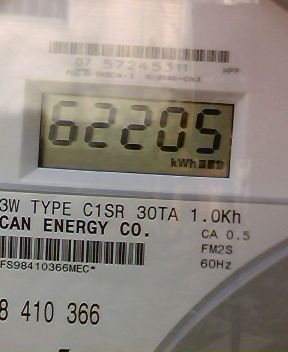 07 57245311
62205
kWh
3W TYPE C1SR 30TA 1.0Kh
CAN ENERGY CO.
CA 0.5
FM2S
60Hz
FS98410366MEC*
8 410 366